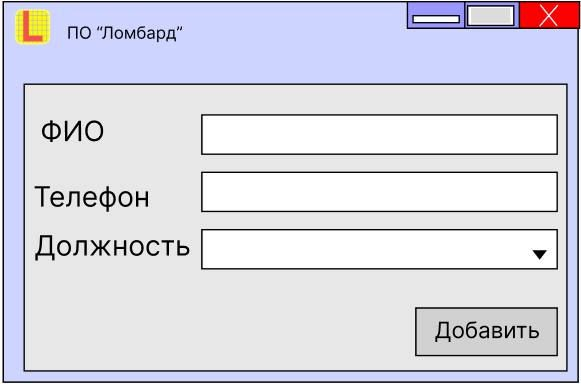 L
ПО “Ломбард”
ФИО
Телефон
Должность
Добавить